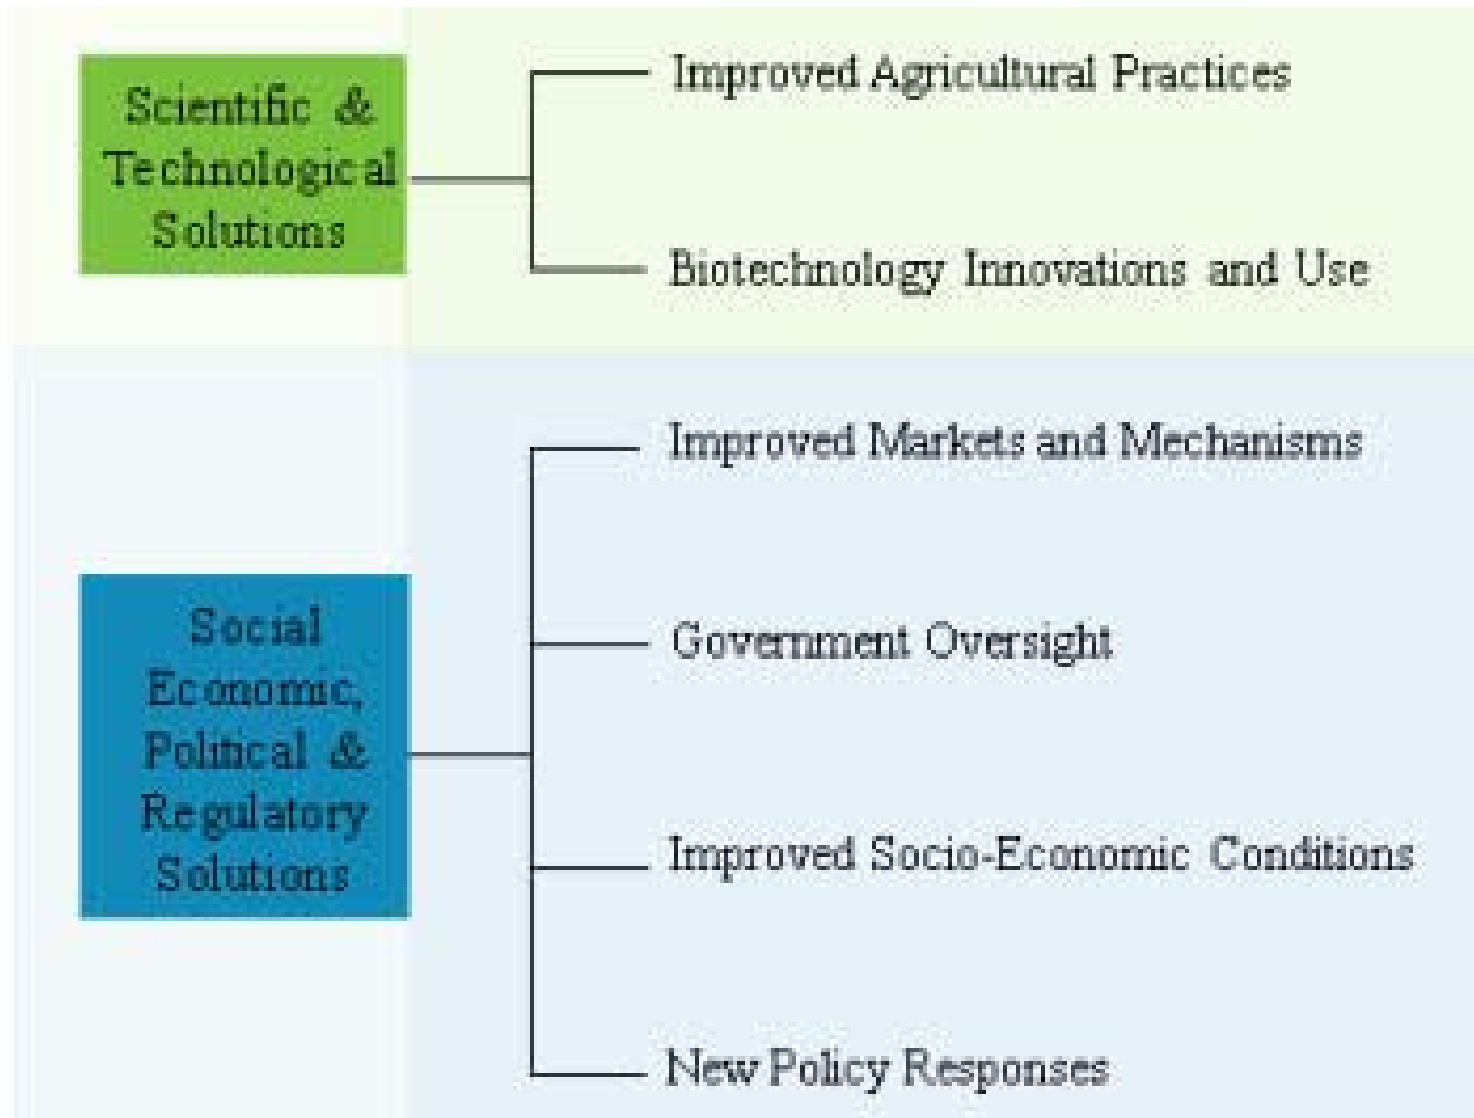 Scientific &
Technological
Solutions
Improved Agricultural Practices
Biotechnology Innovations and Use
Social
Economic,
Political &
Regulatory
Solutions
Improved Markets and Mechanisms
Government Oversight
Improved Socio-Economic Conditions
New Policy Responses